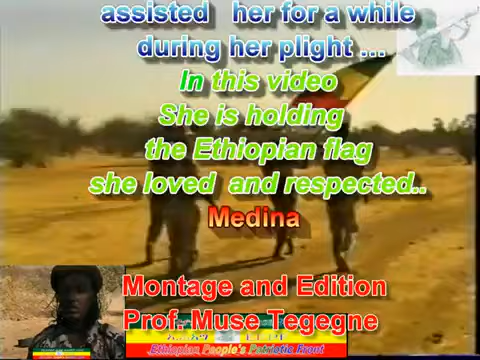 assisted her for a while
during her plight ...
In this video
She is holding
the Ethiopian flag
she loved and respected..
Medina
Montage and Edition
Prof. Muse Tegegne
Ethiopian People's Patriotic Front